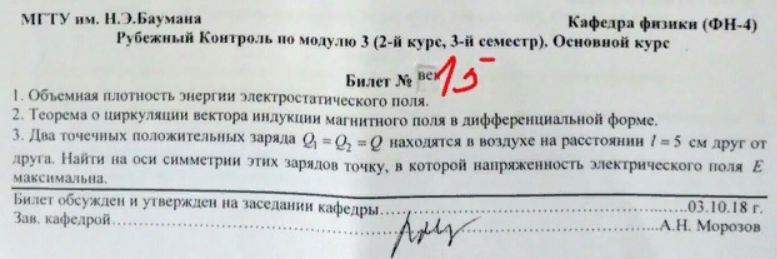 МГТУ им. Н.Э.Баумана
Кафедра физики (ФН-4)
Рубежный Контроль по модулю 3 (2-й курс, 3-й семестр). Основной курс
Билет № век 15
1. Объемная плотность энергии электростатического поля.
2. Теорема о циркуляции вектора индукции магнитного поля в дифференциальной форме.
3. Два точечных положительных заряда Q₁ = Q₂ = Q находятся в воздухе на расстоянии l = 5 см друг от
друга. Найти на оси симметрии этих зарядов точку, в которой напряженность электрического поля E
максимальна.
Билет обсужден и утвержден на заседании кафедры..............................03.10.18 г.
Зав. кафедрой..............................А.Н. Морозов